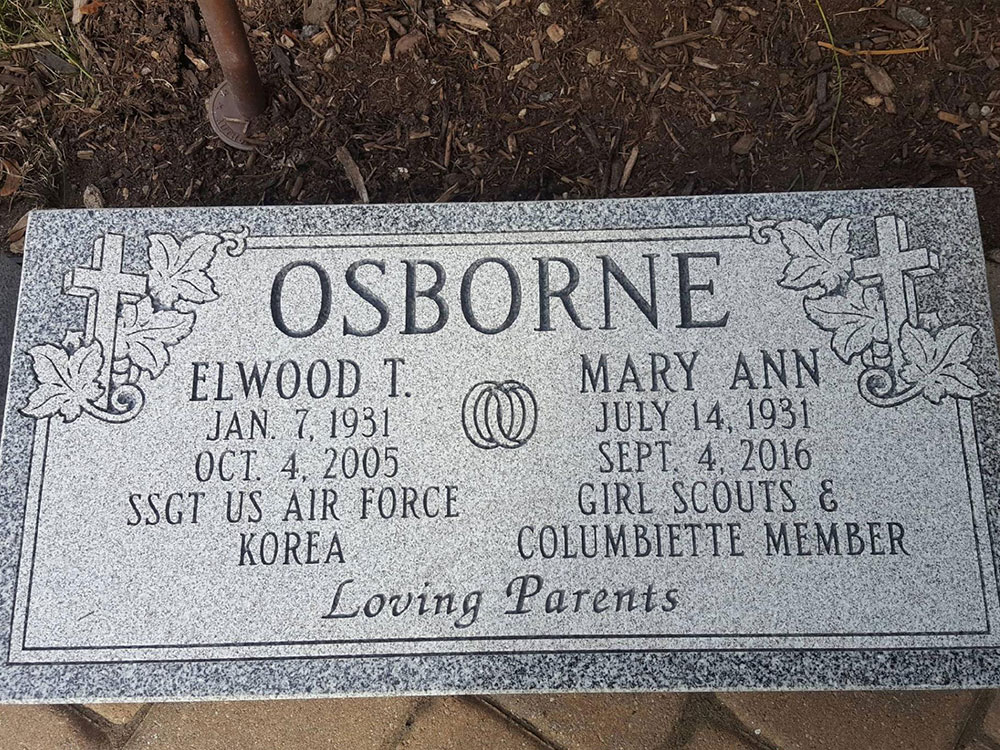 OSBORNE
ELWOOD T.
JAN. 7, 1931
OCT. 4, 2005
SSGT US AIR FORCE
KOREA
MARY ANN
JULY 14, 1931
SEPT. 4, 2016
GIRL SCOUTS &
COLUMBIETTE MEMBER
Loving Parents